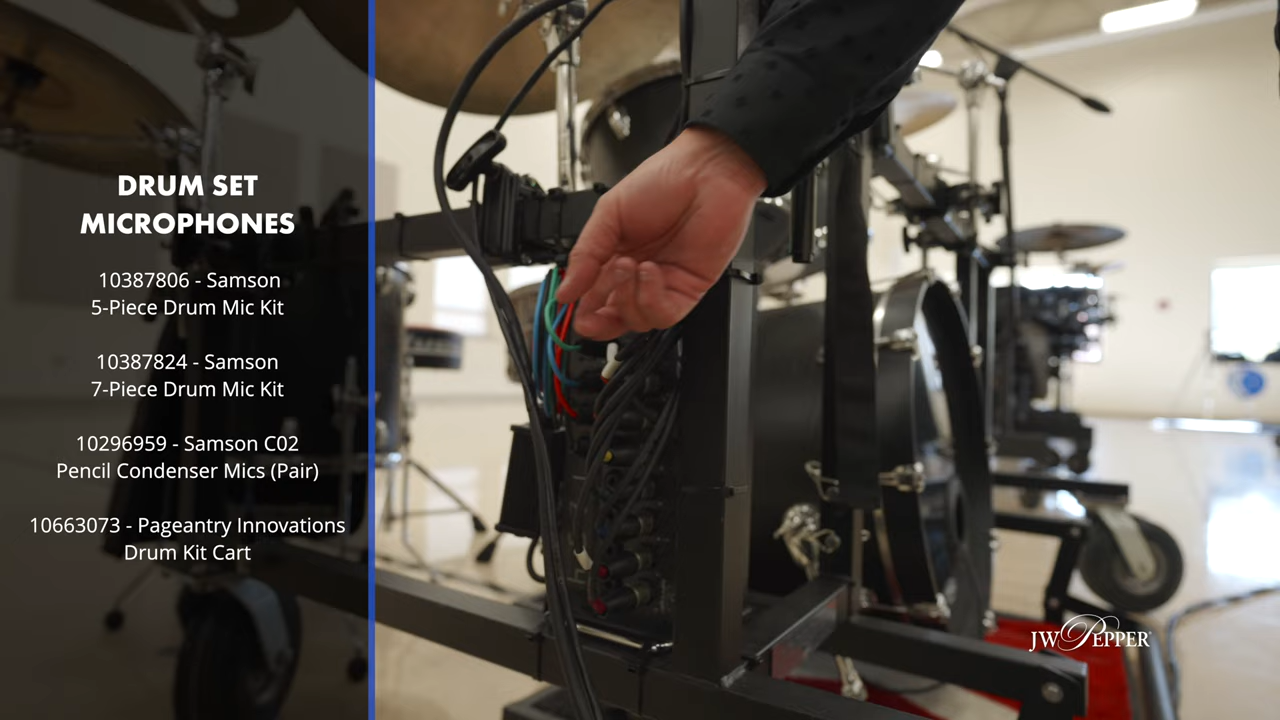 DRUM SET
MICROPHONES
10387806 - Samson
5-Piece Drum Mic Kit
10387824 - Samson
7-Piece Drum Mic Kit
10296959 - Samson C02
Pencil Condenser Mics (Pair)
10663073 - Pageantry Innovations
Drum Kit Cart
JW PEPPER